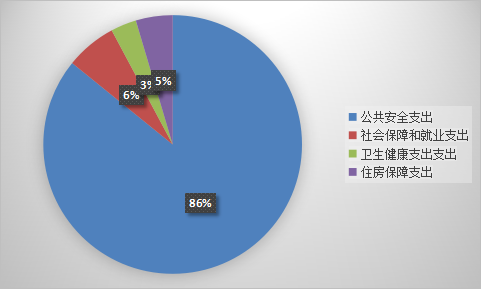 6%
3%
5%
86%
公共安全支出
社会保障和就业支出
卫生健康支出支出
住房保障支出